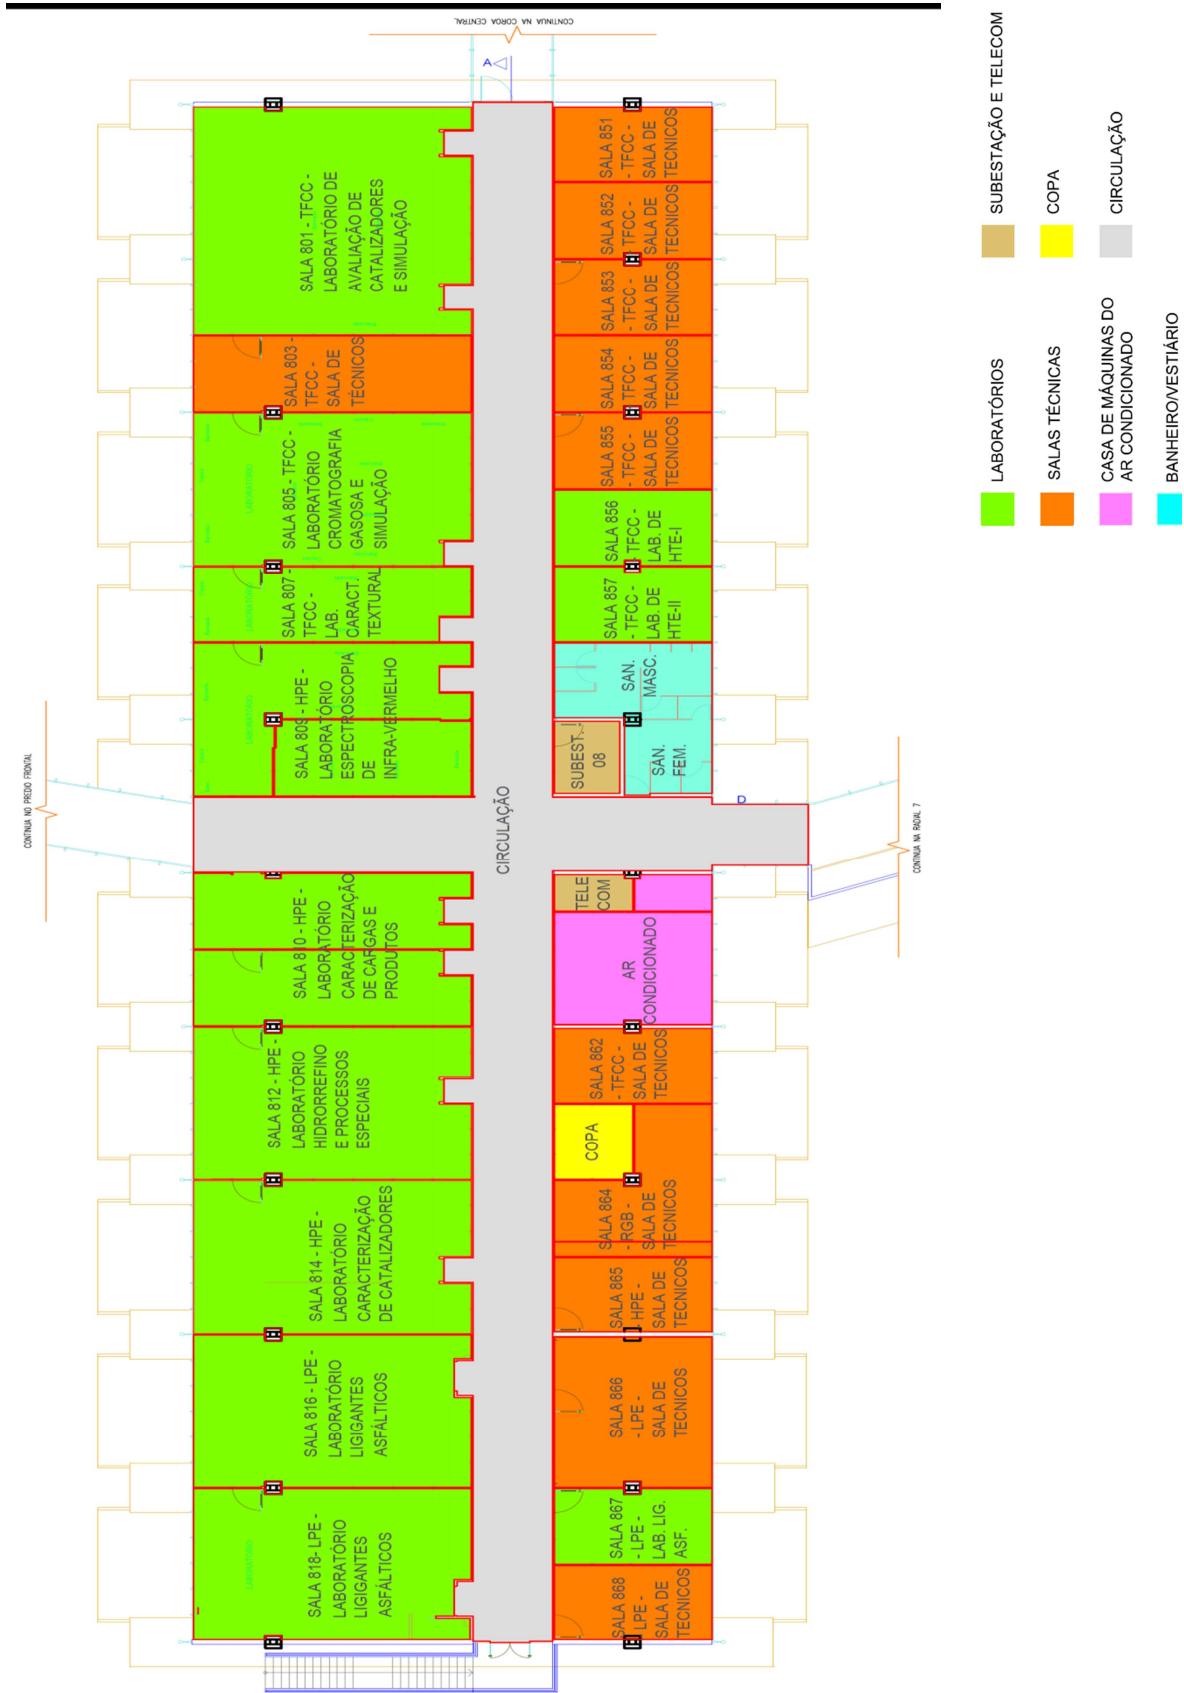 CONTINUA NA COROA CENTRAL
A
SALA 801 - TFCC -
LABORATÓRIO DE
AVALIAÇÃO DE
CATALIZADORES
E SIMULAÇÃO
SALA 803 -
TFCC -
SALA DE
TÉCNICOS
SALA 805 - TFCC -
LABORATÓRIO
CROMATOGRAFIA
GASOSA E
SIMULAÇÃO
LABORATÓRIO
SALA 807 -
TFCC -
LAB.
CARACT.
TEXTURAL
LABORATÓRIO
SALA 809 - HPE -
LABORATÓRIO
ESPECTROSCOPIA
DE
INFRA-VERMELHO
LABORATÓRIO
SALA 810 - HPE -
LABORATÓRIO
CARACTERIZAÇÃO
DE CARGAS E
PRODUTOS
SALA 812 - HPE -
LABORATÓRIO
HIDRORREFINO
E PROCESSOS
ESPECIAIS
SALA 814 - HPE -
LABORATÓRIO
CARACTERIZAÇÃO
DE CATALIZADORES
SALA 816 - LPE -
LABORATÓRIO
LIGIGANTES
ASFÁLTICOS
SALA 818- LPE -
LABORATÓRIO
LIGIGANTES
ASFÁLTICOS
LABORATÓRIO
CONTINUA NO PREDIO FRONTAL
CIRCULAÇÃO
CONTINUA NA RADIAL 7
D
SALA 851
- TFCC -
SALA DE
TECNICOS
SALA 852
- TFCC -
SALA DE
TECNICOS
SALA 853
- TFCC -
SALA DE
TECNICOS
SALA 854
- TFCC -
SALA DE
TECNICOS
SALA 855
- TFCC -
SALA DE
TECNICOS
SALA 856
- TFCC -
LAB. DE
HTE-I
SALA 857
- TFCC -
LAB. DE
HTE-II
SAN.
MASC.
SUBEST.
08
SAN.
FEM.
TELE
COM
AR
CONDICIONADO
SALA 862
- TFCC -
SALA DE
TECNICOS
COPA
SALA 864
- RGB -
SALA DE
TECNICOS
SALA 865
- HPE -
SALA DE
TECNICOS
SALA 866
- LPE -
SALA DE
TECNICOS
SALA 867
- LPE -
LAB. LIG.
ASF.
SALA 868
- LPE -
SALA DE
TECNICOS
LABORATÓRIOS
SALAS TÉCNICAS
CASA DE MÁQUINAS DO
AR CONDICIONADO
BANHEIRO/VESTIÁRIO
SUBESTAÇÃO E TELECOM
COPA
CIRCULAÇÃO